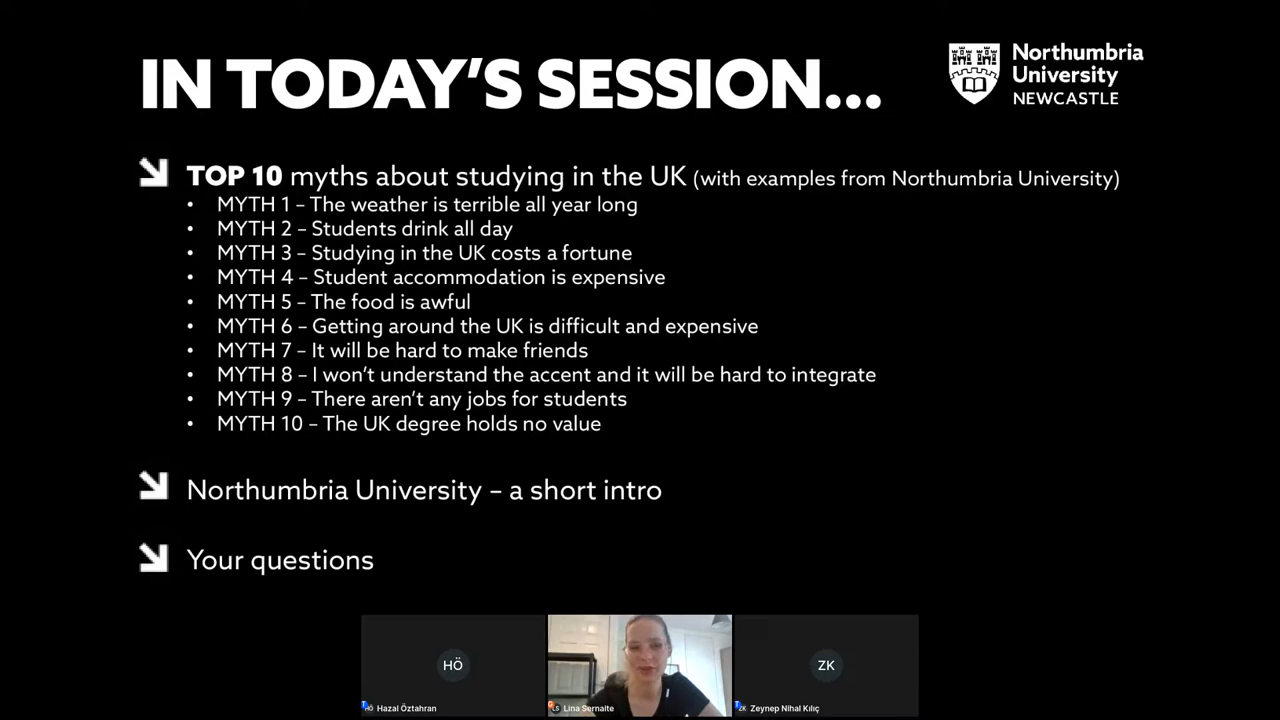 IN TODAY'S SESSION...
Northumbria
University
NEWCASTLE
TOP 10 myths about studying in the UK (with examples from Northumbria University)
• MYTH 1 – The weather is terrible all year long
• MYTH 2 – Students drink all day
• MYTH 3 – Studying in the UK costs a fortune
• MYTH 4 – Student accommodation is expensive
• MYTH 5 – The food is awful
• MYTH 6 – Getting around the UK is difficult and expensive
• MYTH 7 – It will be hard to make friends
• MYTH 8 – I won't understand the accent and it will be hard to integrate
• MYTH 9 – There aren't any jobs for students
• MYTH 10 – The UK degree holds no value
Northumbria University – a short intro
Your questions
HÖ
ZK
HÖ Hazal Öztahran
LS Lina Sernaite
ZK Zeynep Nihal Kılıç